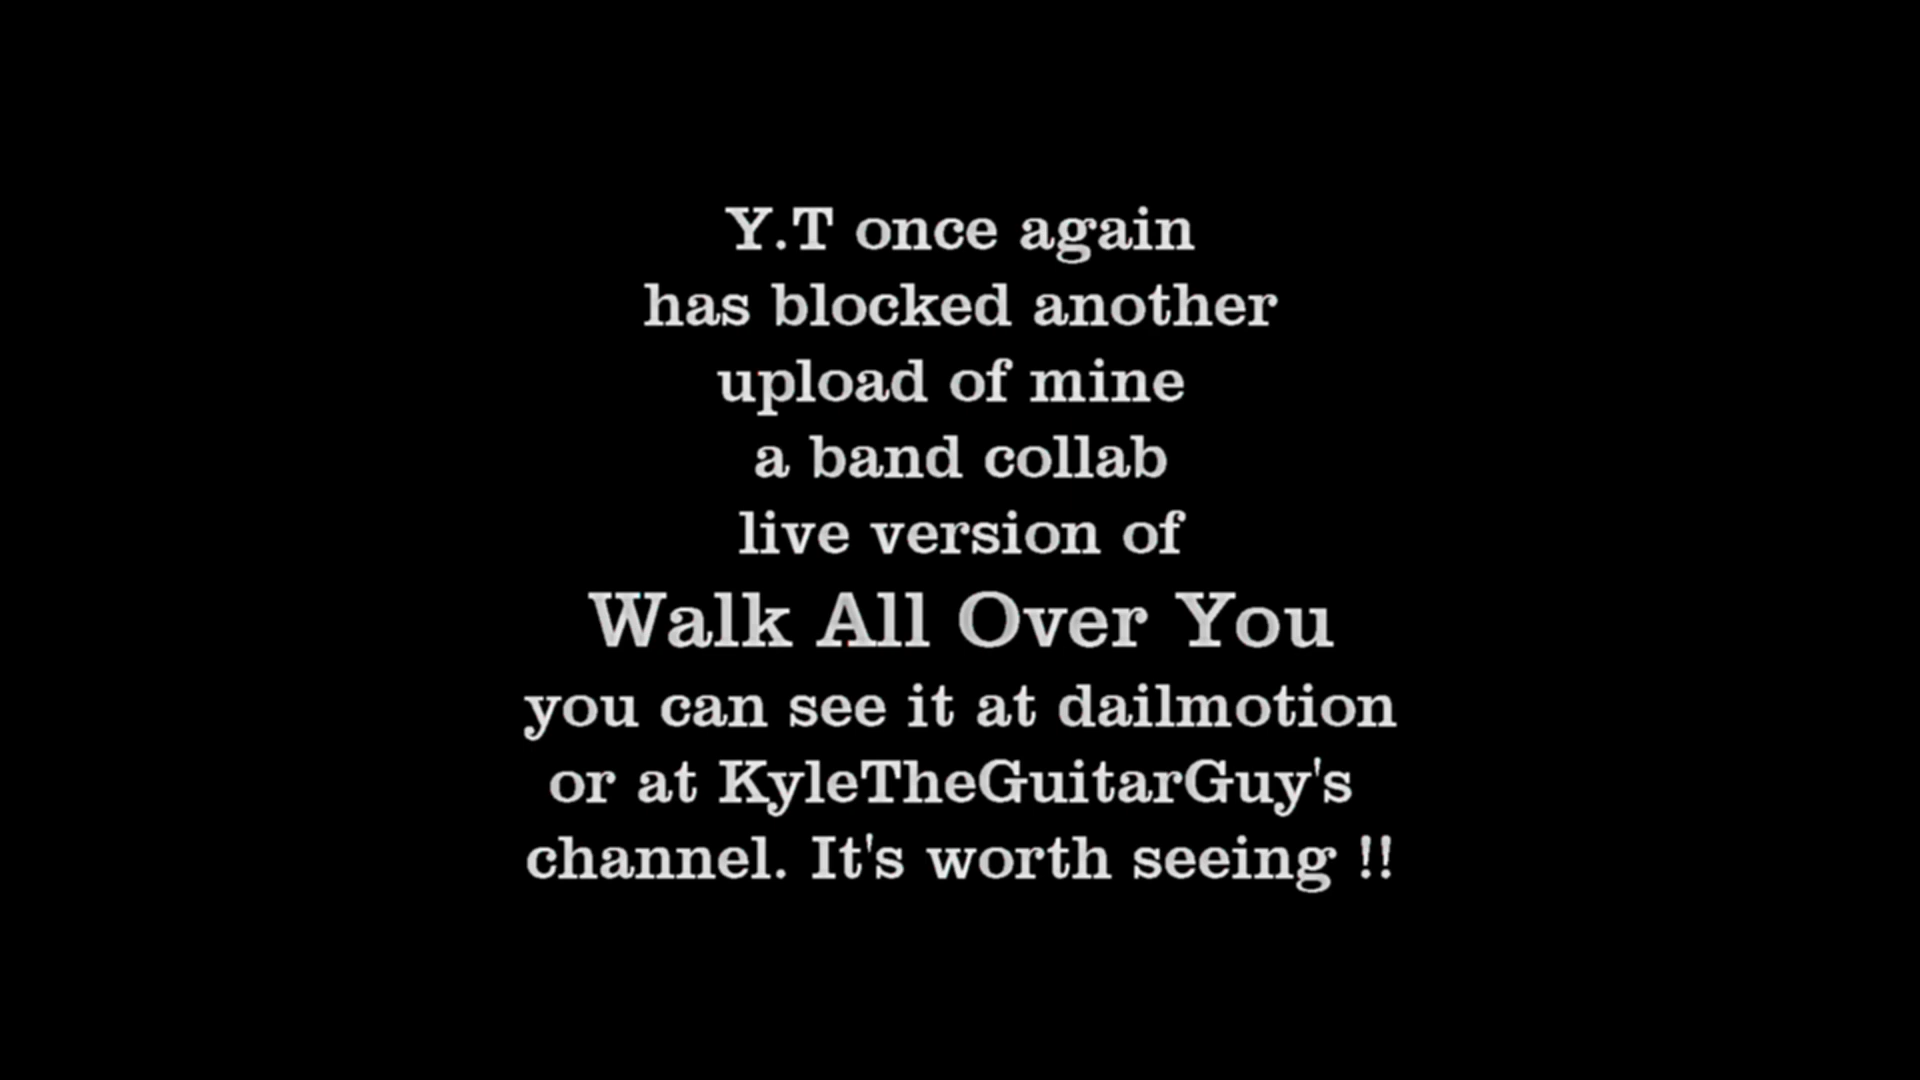 Y.T once again
has blocked another
upload of mine
a band collab
live version of
Walk All Over You
you can see it at dailmotion
or at KyleTheGuitarGuy's
channel. It's worth seeing !!